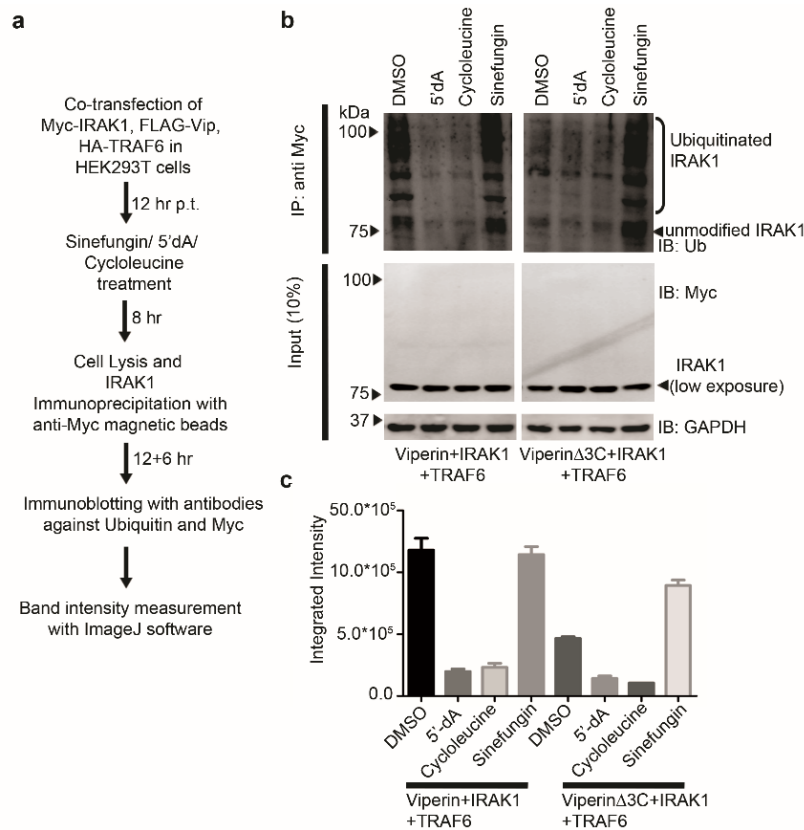 a
Co-transfection of
Myc-IRAK1, FLAG-Vip,
HA-TRAF6 in
HEK293T cells
12 hr p.t.
Sinefungin/ 5'dA/
Cycloleucine
treatment
8 hr
Cell Lysis and
IRAK1
Immunoprecipitation with
anti-Myc magnetic beads
12+6 hr
Immunoblotting with antibodies
against Ubiquitin and Myc
Band intensity measurement
with ImageJ software
b
DMSO
5'dA
Cycloleucine
Sinefungin
DMSO
5'dA
Cycloleucine
Sinefungin
kDa
100
75
IP: anti Myc
Ubiquitinated
IRAK1
unmodified IRAK1
IB: Ub
Input (10%)
100
75
37
IB: Myc
IRAK1
(low exposure)
IB: GAPDH
Viperin+IRAK1
+TRAF6
ViperinΔ3C+IRAK1
+TRAF6
c
Integrated Intensity
50.0*10⁵
10.0*10⁵
5.0*10⁵
0.0
DMSO
5'-dA
Cycloleucine
Sinefungin
DMSO
5'-dA
Cycloleucine
Sinefungin
Viperin+IRAK1
+TRAF6
ViperinΔ3C+IRAK1
+TRAF6